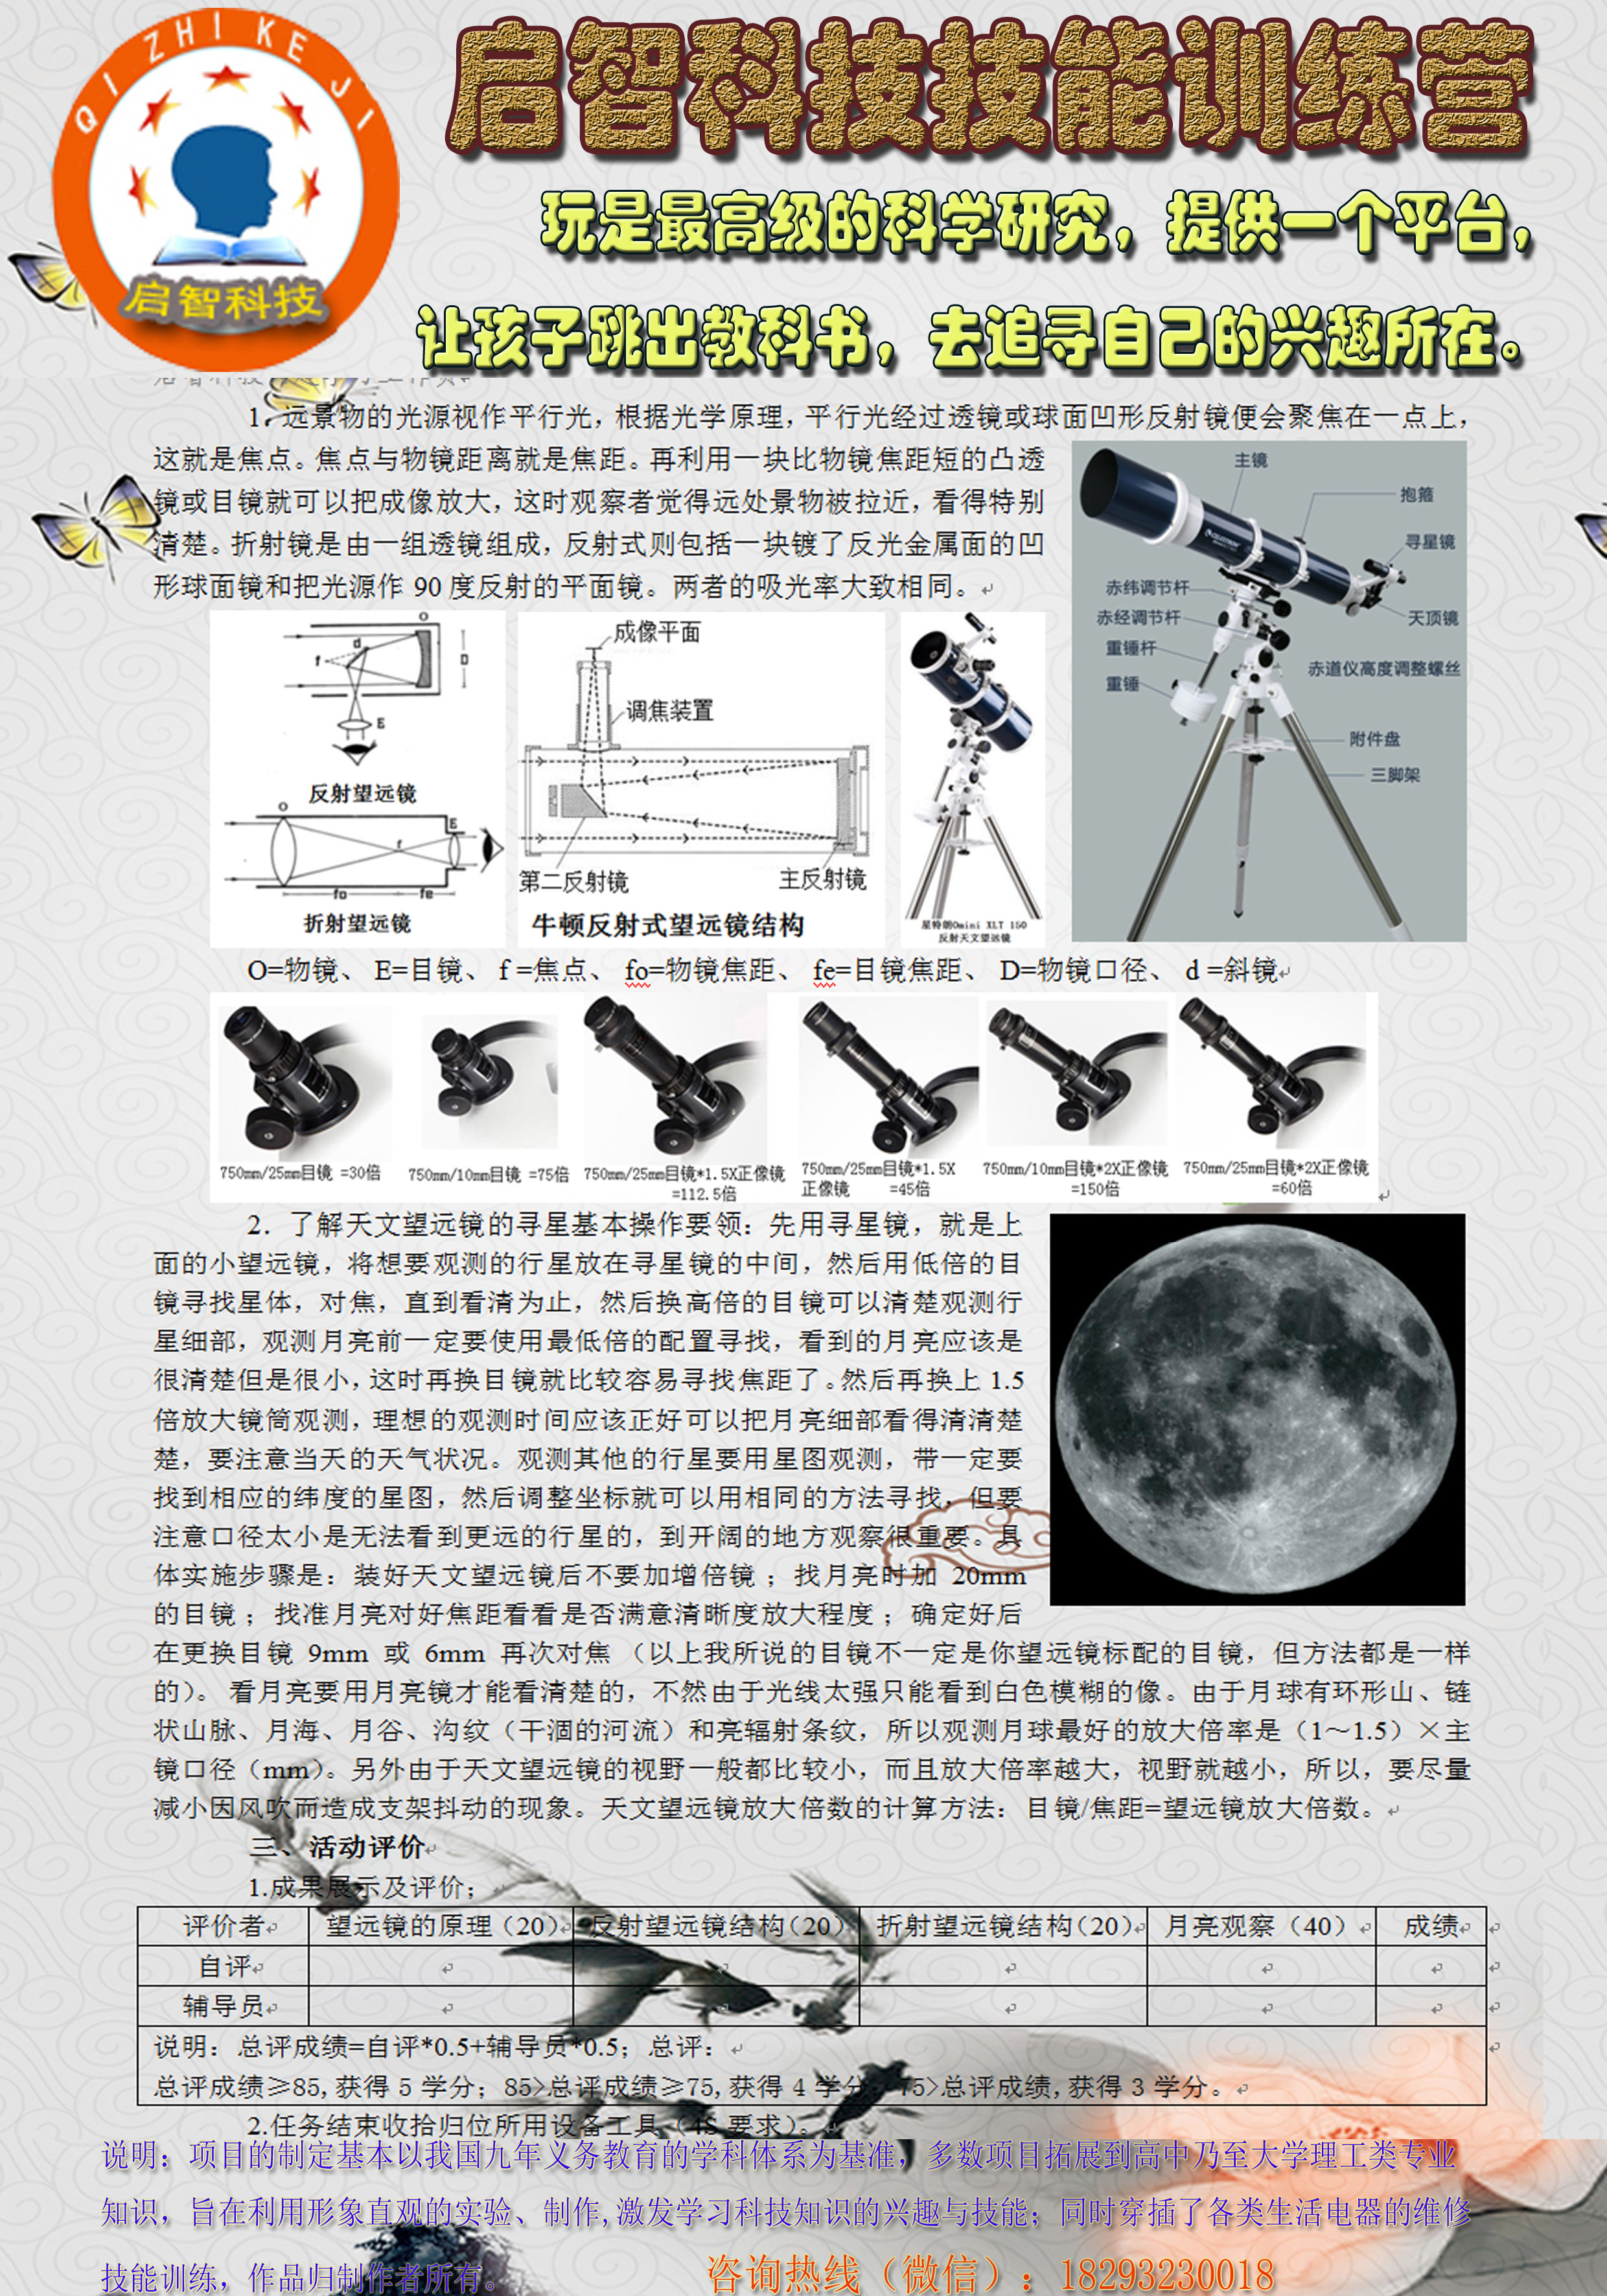 QI ZHI KE JI
启智科技
启智科技技能训练营
玩是最高级的科学研究，提供一个平台，
让孩子跳出教科书，去追寻自己的兴趣所在。
1，远景物的光源视作平行光，根据光学原理，平行光经过透镜或球面凹形反射镜便会聚焦在一点上，
这就是焦点。焦点与物镜距离就是焦距。再利用一块比物镜焦距短的凸透
镜或目镜就可以把成像放大，这时观察者觉得远处景物被拉近，看得特别
清楚。折射镜是由一组透镜组成，反射式则包括一块镀了反光金属面的凹
形球面镜和把光源作 90 度反射的平面镜。两者的吸光率大致相同。
O
d
f
D
E
反射望远镜
O
E
f
fo
fe
折射望远镜
成像平面
调焦装置
第二反射镜
主反射镜
牛顿反射式望远镜结构
星特朗Omini XLT 150
反射天文望远镜
主镜
抱箍
寻星镜
赤纬调节杆
赤经调节杆
天顶镜
重锤杆
赤道仪高度调整螺丝
重锤
附件盘
三脚架
O=物镜、 E=目镜、 f =焦点、 fo=物镜焦距、 fe=目镜焦距、 D=物镜口径、 d =斜镜
750mm/25mm目镜 =30倍
750mm/10mm目镜 =75倍
750mm/25mm目镜*1.5X正像镜
=112.5倍
750mm/25mm目镜*1.5X
正像镜 =45倍
750mm/10mm目镜*2X正像镜
=150倍
750mm/25mm目镜*2X正像镜
=60倍
2．了解天文望远镜的寻星基本操作要领：先用寻星镜，就是上
面的小望远镜，将想要观测的行星放在寻星镜的中间，然后用低倍的目
镜寻找星体，对焦，直到看清为止，然后换高倍的目镜可以清楚观测行
星细部，观测月亮前一定要使用最低倍的配置寻找，看到的月亮应该是
很清楚但是很小，这时再换目镜就比较容易寻找焦距了。然后再换上 1.5
倍放大镜筒观测，理想的观测时间应该正好可以把月亮细部看得清清楚
楚，要注意当天的天气状况。观测其他的行星要用星图观测，带一定要
找到相应的纬度的星图，然后调整坐标就可以用相同的方法寻找，但要
注意口径太小是无法看到更远的行星的，到开阔的地方观察很重要。具
体实施步骤是：装好天文望远镜后不要加增倍镜；找月亮时加 20mm
的目镜；找准月亮对好焦距看看是否满意清晰度放大程度；确定好后
在更换目镜 9mm 或 6mm 再次对焦（以上我所说的目镜不一定是你望远镜标配的目镜，但方法都是一样
的）。看月亮要用月亮镜才能看清楚的，不然由于光线太强只能看到白色模糊的像。由于月球有环形山、链
状山脉、月海、月谷、沟纹（干涸的河流）和亮辐射条纹，所以观测月球最好的放大倍率是（1～1.5）×主
镜口径（mm）。另外由于天文望远镜的视野一般都比较小，而且放大倍率越大，视野就越小，所以，要尽量
减小因风吹而造成支架抖动的现象。天文望远镜放大倍数的计算方法：目镜/焦距=望远镜放大倍数。
三、活动评价
1.成果展示及评价；
评价者 望远镜的原理（20） 反射望远镜结构（20） 折射望远镜结构（20） 月亮观察（40） 成绩
自评
辅导员
说明：总评成绩=自评*0.5+辅导员*0.5；总评：
总评成绩≥85,获得 5 学分；85>总评成绩≥75,获得 4 学分；75>总评成绩,获得 3 学分。
2.任务结束收拾归位所用设备工具（4S 要求）。
说明：项目的制定基本以我国九年义务教育的学科体系为基准，多数项目拓展到高中乃至大学理工类专业
知识，旨在利用形象直观的实验、制作,激发学习科技知识的兴趣与技能；同时穿插了各类生活电器的维修
技能训练，作品归制作者所有。
咨询热线（微信）：18293230018